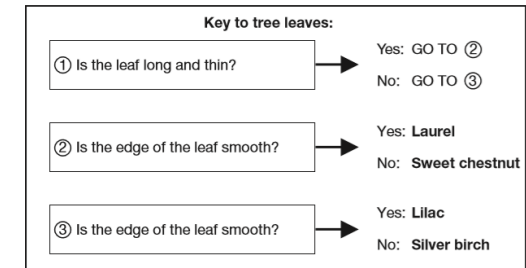 Key to tree leaves:
① Is the leaf long and thin?
Yes: GO TO ②
No: GO TO ③
② Is the edge of the leaf smooth?
Yes: Laurel
No: Sweet chestnut
③ Is the edge of the leaf smooth?
Yes: Lilac
No: Silver birch